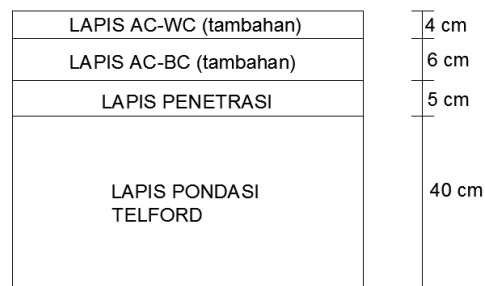 LAPIS AC-WC (tambahan) 4 cm
LAPIS AC-BC (tambahan) 6 cm
LAPIS PENETRASI 5 cm
LAPIS PONDASI 40 cm
TELFORD